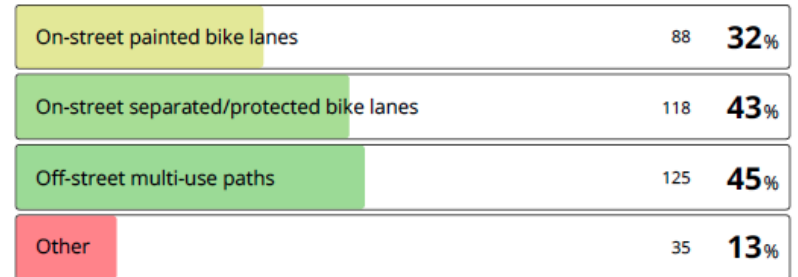 On-street painted bike lanes 88 32%
On-street separated/protected bike lanes 118 43%
Off-street multi-use paths 125 45%
Other 35 13%